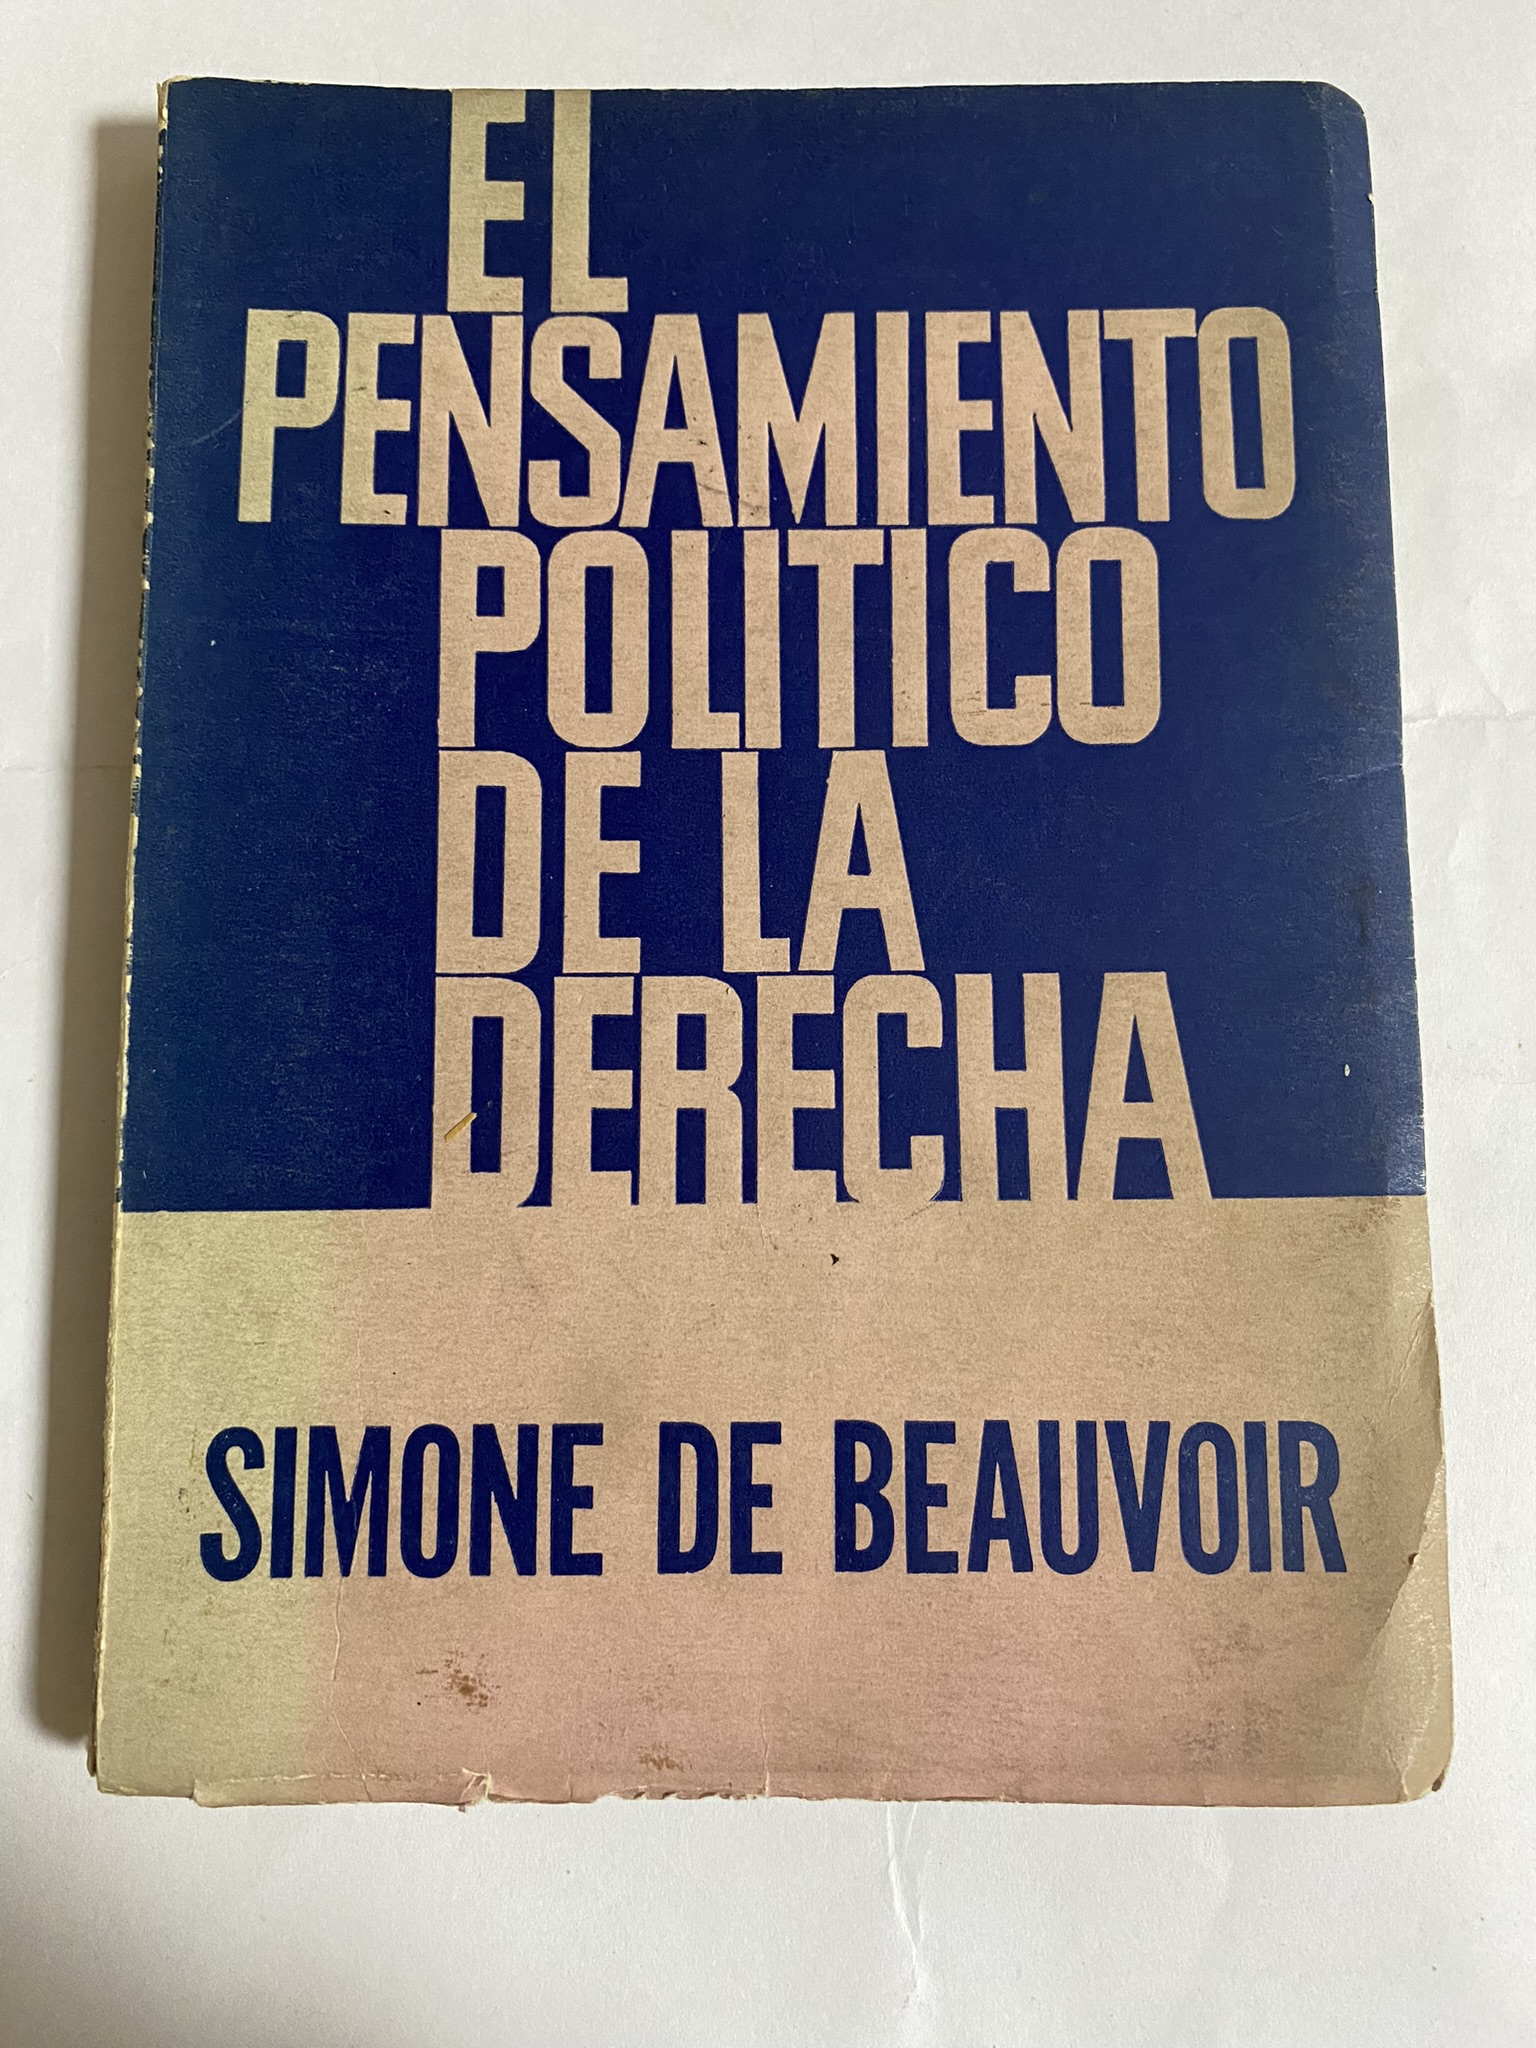 EL
PENSAMIENTO
POLITICO
DE LA
DERECHA
SIMONE DE BEAUVOIR